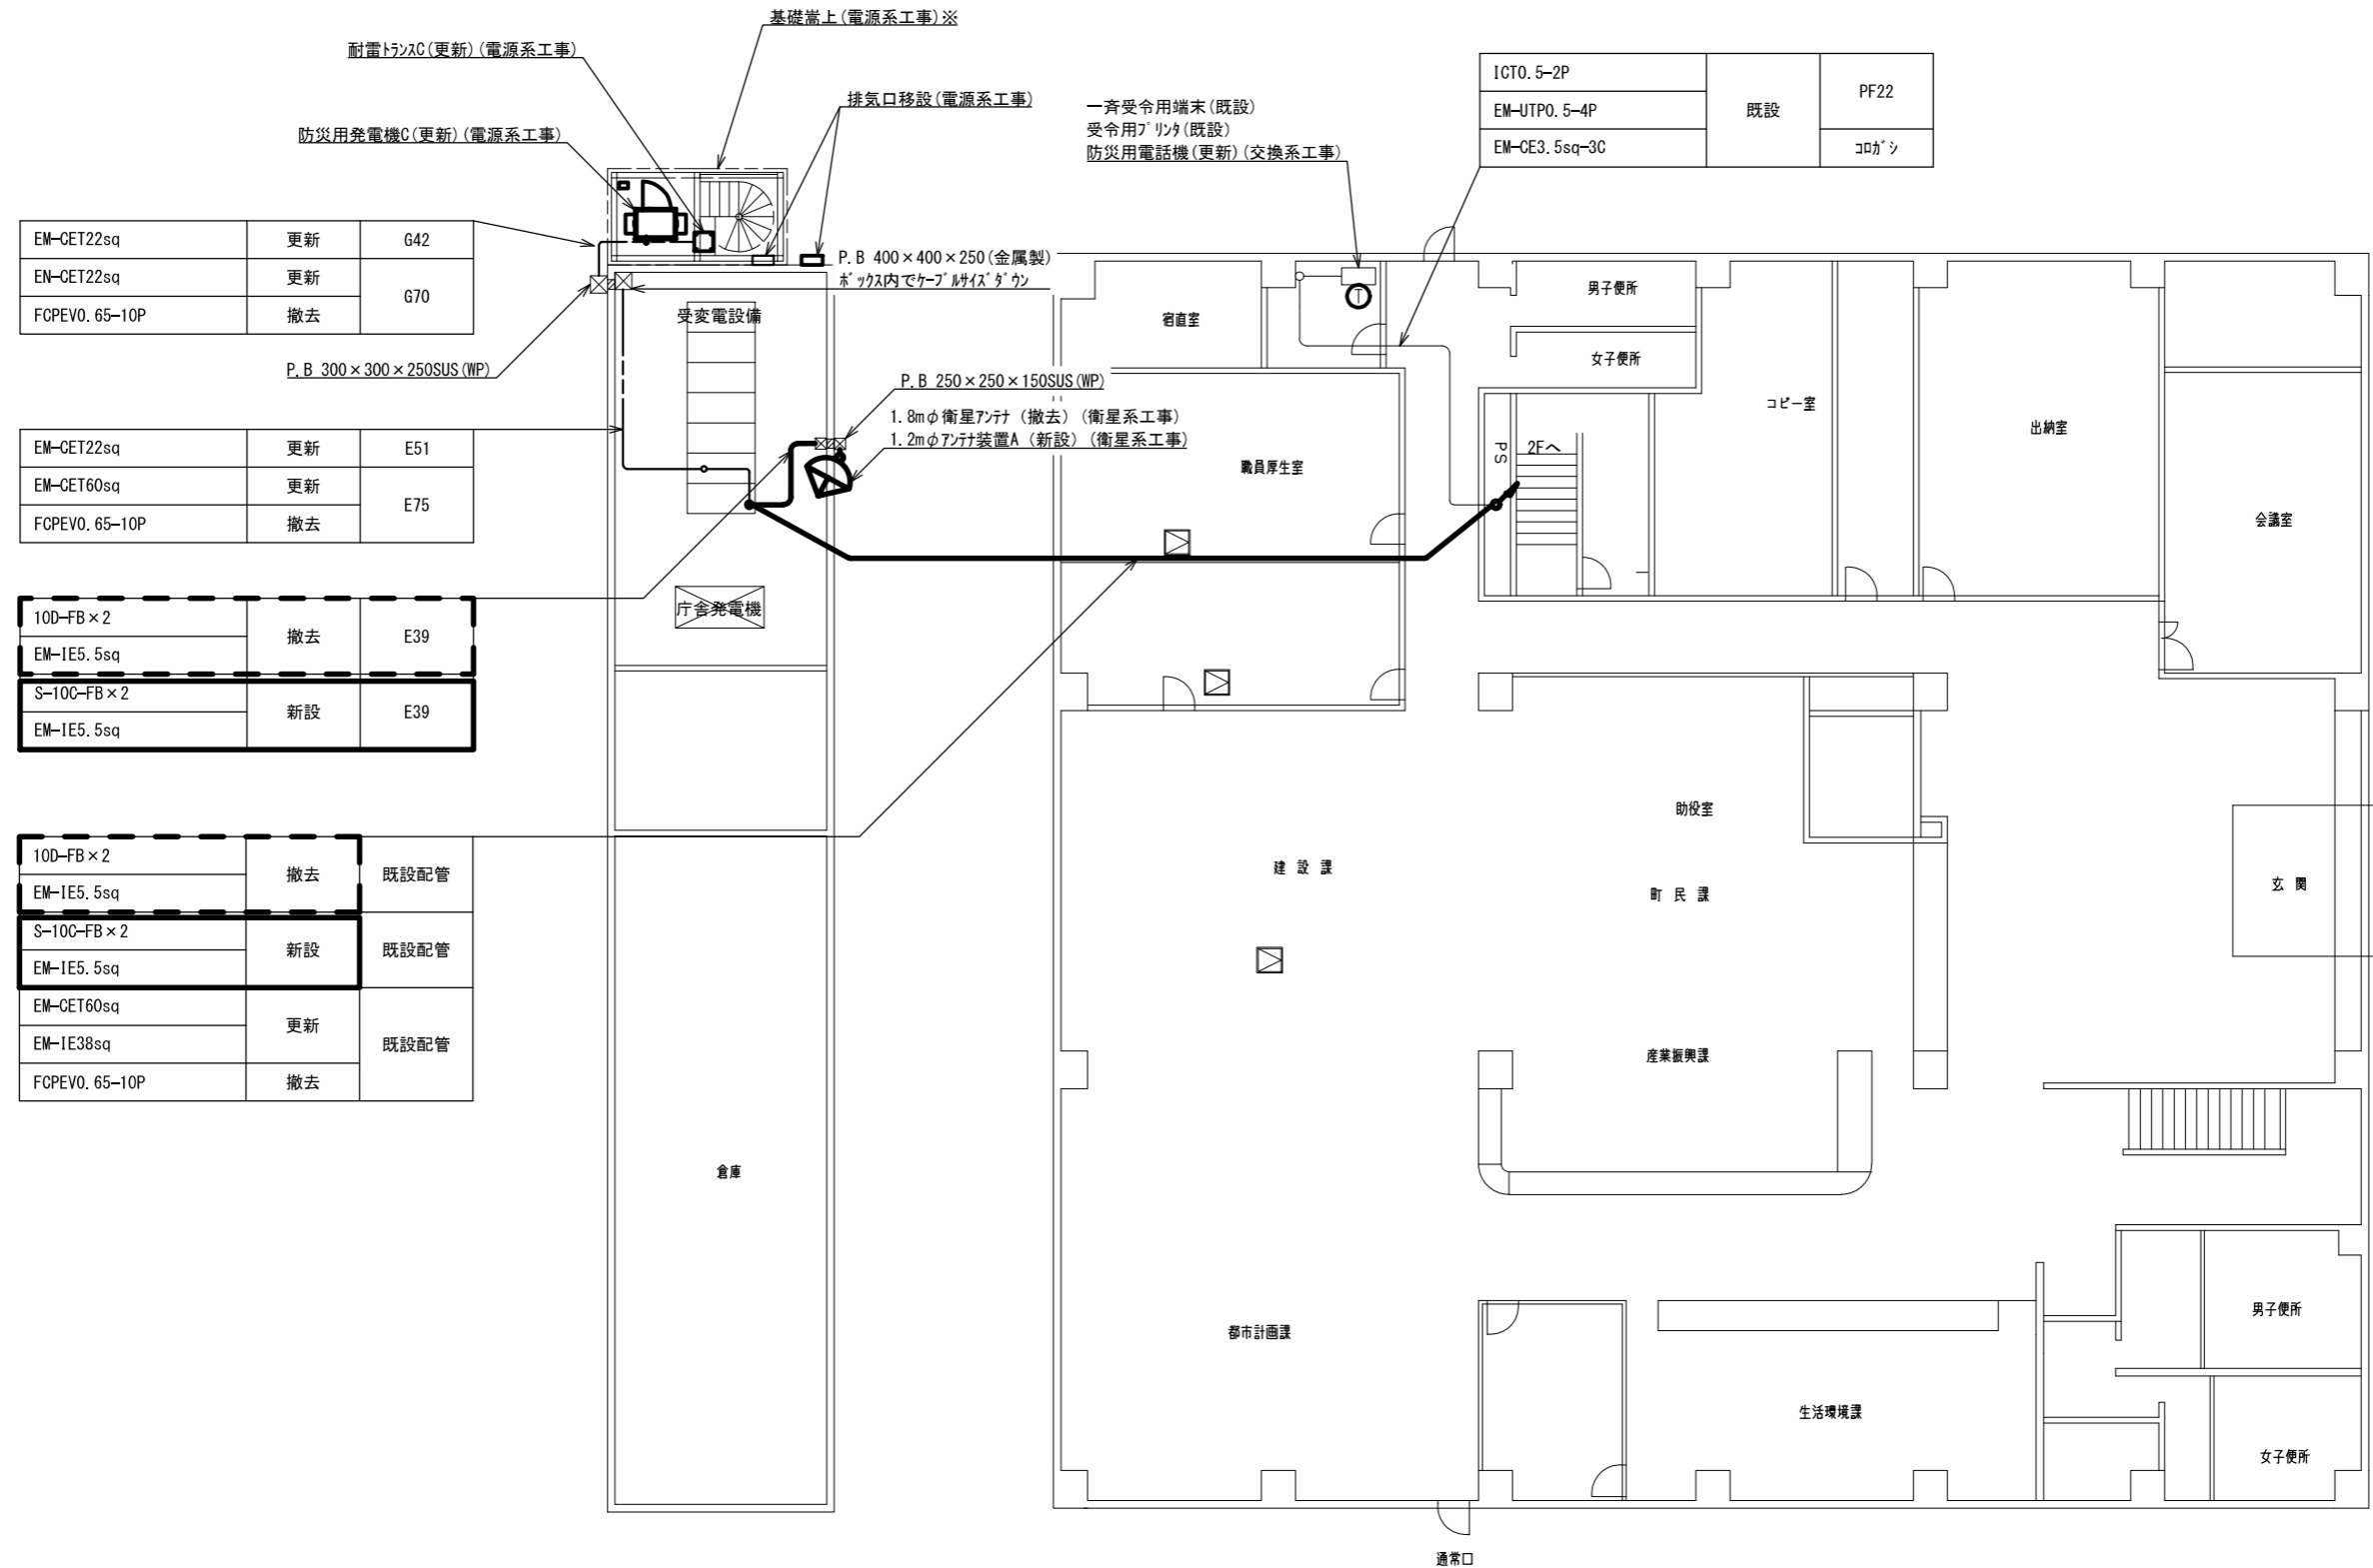 基礎嵩上(電源系工事)※
耐雷ﾄﾗﾝｽC(更新)(電源系工事)
排気口移設(電源系工事)
防災用発電機C(更新)(電源系工事)
一斉受令用端末(既設)
受令用ﾌﾟﾘﾝﾀ(既設)
防災用電話機(更新)(交換系工事)
ICT0.5-2P
EM-UTP0.5-4P
EM-CE3.5sq-3C
既設
PF22
ｺﾛｶﾞｼ
EM-CET22sq 更新 G42
EN-CET22sq 更新
G70
FCPEV0.65-10P 撤去
P.B 400×400×250(金属製)
ﾎﾞｯｸｽ内でｹｰﾌﾞﾙｻｲｽﾞﾀﾞｳﾝ
P.B 300×300×250SUS(WP)
受変電設備
P.B 250×250×150SUS(WP)
1.8mφ衛星ｱﾝﾃﾅ (撤去) (衛星系工事)
1.2mφｱﾝﾃﾅ装置A (新設) (衛星系工事)
EM-CET22sq 更新 E51
EM-CET60sq 更新
E75
FCPEV0.65-10P 撤去
10D-FB×2
撤去 E39
EM-IE5.5sq
S-10C-FB×2
新設 E39
EM-IE5.5sq
庁舎発電機
10D-FB×2
撤去 既設配管
EM-IE5.5sq
S-10C-FB×2
新設 既設配管
EM-IE5.5sq
EM-CET60sq
更新
EM-IE38sq
既設配管
FCPEV0.65-10P 撤去
倉庫
宿直室
男子便所
女子便所
コピー室
出納室
会議室
職員厚生室
PS
2Fへ
助役室
建 設 課
町 民 課
玄 関
産業振興課
都市計画課
生活環境課
男子便所
女子便所
通常口
T